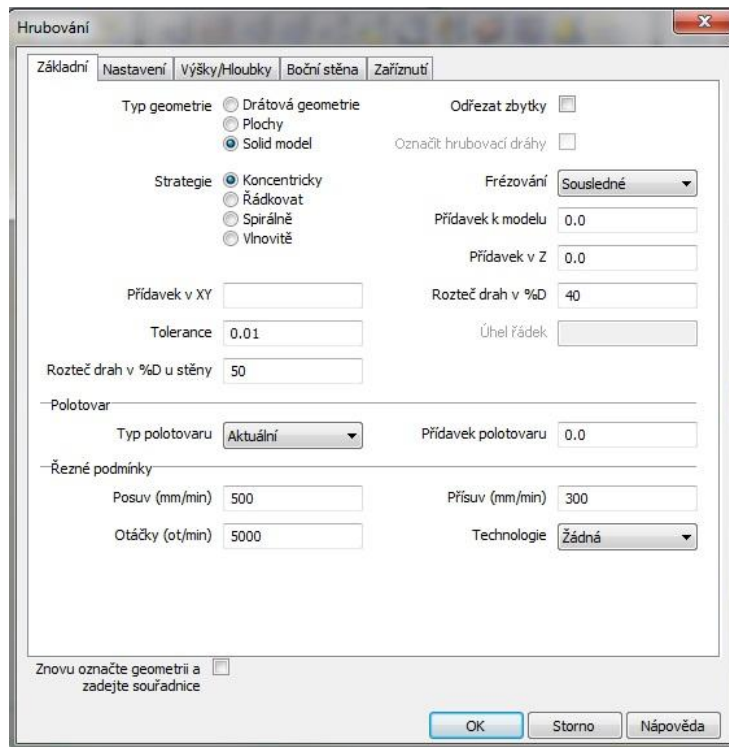 Hrubování
Základní Nastavení Výšky/Hloubky Boční stěna Zaříznutí
Typ geometrie Drátová geometrie Odřezat zbytky
Plochy
Solid model Označit hrubovací dráhy
Strategie Koncentricky Frézování Sousledné
Řádkovat
Spirálně Přídavek k modelu 0.0
Vlnovitě
Přídavek v Z 0.0
Přídavek v XY Rozteč drah v %D 40
Tolerance 0.01 Úhel řádek
Rozteč drah v %D u stěny 50
Polotovar
Typ polotovaru Aktuální Přídavek polotovaru 0.0
Řezné podmínky
Posuv (mm/min) 500 Přísuv (mm/min) 300
Otáčky (ot/min) 5000 Technologie Žádná
Znovu označte geometrii a
zadejte souřadnice
OK Storno Nápověda